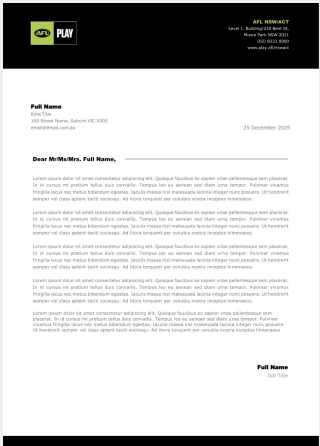 AFL PLAY
AFL NSW/ACT
Level 1, Building/220 Bent St,
Moore Park NSW 2021
(02) 8333 8000
www.play.afl/nswact
Full Name
Role/Title
100 Street Name, Suburb VIC 8000
email@email.com.au
25 December 2025
Dear Mr/Ms/Mrs. Full Name,
Lorem ipsum dolor sit amet consectetur adipiscing elit. Quisque faucibus ex sapien vitae pellentesque sem placerat.
In id cursus mi pretium tellus duis convallis. Tempus leo eu aenean sed diam urna tempor. Pulvinar vivamus
fringilla lacus nec metus bibendum egestas. Iaculis massa nisl malesuada lacinia integer nunc posuere. Ut hendrerit
semper vel class aptent taciti sociosqu. Ad litora torquent per conubia nostra inceptos himenaeos.
Lorem ipsum dolor sit amet consectetur adipiscing elit. Quisque faucibus ex sapien vitae pellentesque sem placerat.
In id cursus mi pretium tellus duis convallis. Tempus leo eu aenean sed diam urna tempor. Pulvinar vivamus
fringilla lacus nec metus bibendum egestas. Iaculis massa nisl malesuada lacinia integer nunc posuere. Ut hendrerit
semper vel class aptent taciti sociosqu. Ad litora torquent per conubia nostra inceptos himenaeos.
Lorem ipsum dolor sit amet consectetur adipiscing elit. Quisque faucibus ex sapien vitae pellentesque sem placerat.
In id cursus mi pretium tellus duis convallis. Tempus leo eu aenean sed diam urna tempor. Pulvinar vivamus
fringilla lacus nec metus bibendum egestas. Iaculis massa nisl malesuada lacinia integer nunc posuere. Ut hendrerit
semper vel class aptent taciti sociosqu. Ad litora torquent per conubia nostra inceptos himenaeos.
Lorem ipsum dolor sit amet consectetur adipiscing elit. Quisque faucibus ex sapien vitae pellentesque sem placerat.
In id cursus mi pretium tellus duis convallis. Tempus leo eu aenean sed diam urna tempor. Pulvinar vivamus
fringilla lacus nec metus bibendum egestas. Iaculis massa nisl malesuada lacinia integer nunc posuere. Ut hendrerit
semper vel class aptent taciti sociosqu. Ad litora torquent per conubia nostra inceptos himenaeos.
Lorem ipsum dolor sit amet consectetur adipiscing elit. Quisque faucibus ex sapien vitae pellentesque sem
placerat. In id cursus mi pretium tellus duis convallis. Tempus leo eu aenean sed diam urna tempor. Pulvinar
vivamus fringilla lacus nec metus bibendum egestas. Iaculis massa nisl malesuada lacinia integer nunc posuere.
Ut hendrerit semper vel class aptent taciti sociosqu. Ad litora torquent per conubia nostra inceptos himenaeos
Full Name
Job Title